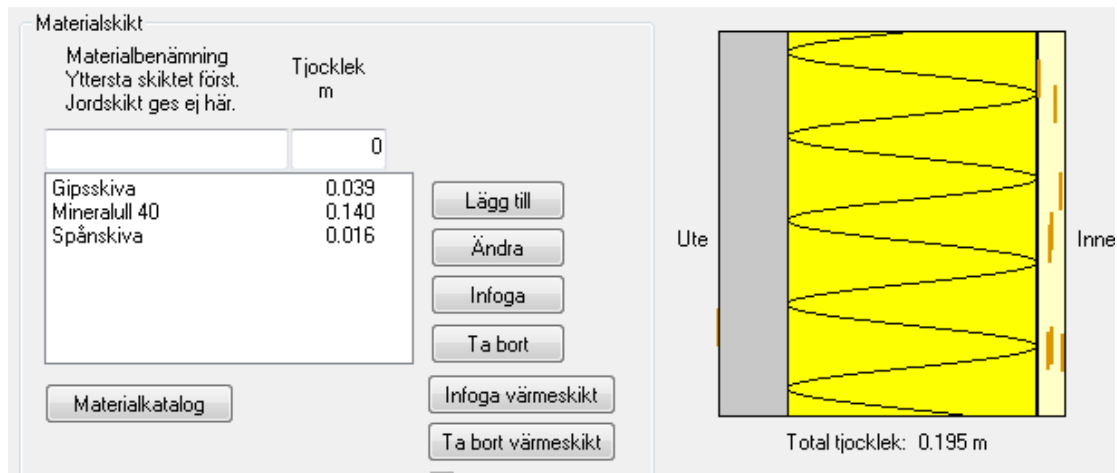 Materialskikt
Materialbenämning
Yttersta skiktet först.
Jordskikt ges ej här.
Tjocklek
m
0
Gipsskiva 0.039
Mineralull 40 0.140
Spånskiva 0.016
Lägg till
Ändra
Infoga
Ta bort
Materialkatalog
Infoga värmeskikt
Ta bort värmeskikt
Ute
Inne
Total tjocklek: 0.195 m